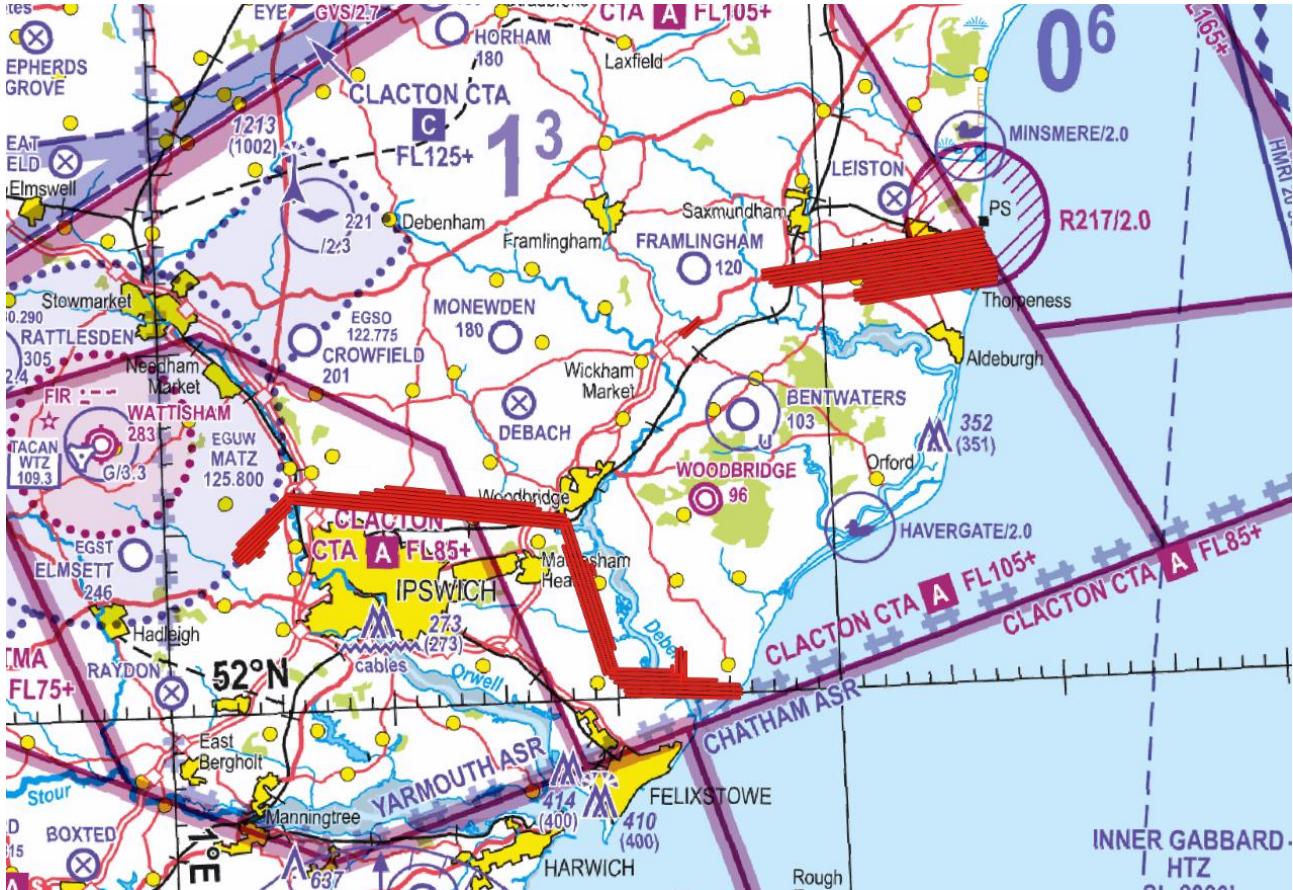 EYE
GVS/2.7
CTA A FL105+
FL165+
0⁶
HORHAM
180
Laxfield
EPHERDS
GROVE
CLACTON CTA
C
FL125+
1³
1213
(1002)
MINSMERE/2.0
LEISTON
Elmswell
221
/2.3
Debenham
Saxmundham
PS
R217/2.0
Framlingham
FRAMLINGHAM
120
Stowmarket
MONEWDEN
180
Thorpeness
EGSO
122.775
CROWFIELD
201
RATTLESDEN
305
Aldeburgh
Needham
Market
Wickham
Market
FIR
WATTISHAM
283
BENTWATERS
103
U
DEBACH
TACAN
WTZ
109.3
G/3.3
EGUW
MATZ
125.800
352
(351)
WOODBRIDGE
96
Orford
Woodbridge
HAVERGATE/2.0
CLACTON
CTA A FL85+
EGST
ELMSETT
246
IPSWICH
CLACTON CTA A FL105+
CLACTON CTA A FL85+
273
(273)
cables
Hadleigh
TMA
FL75+
RAYDON
52°N
Orwell
CHATHAM ASR
East
Bergholt
YARMOUTH ASR
Stour
414
(400)
FELIXSTOWE
410
(400)
BOXTED
Manningtree
1°E
HARWICH
637
Rough
INNER GABBARD -
HTZ